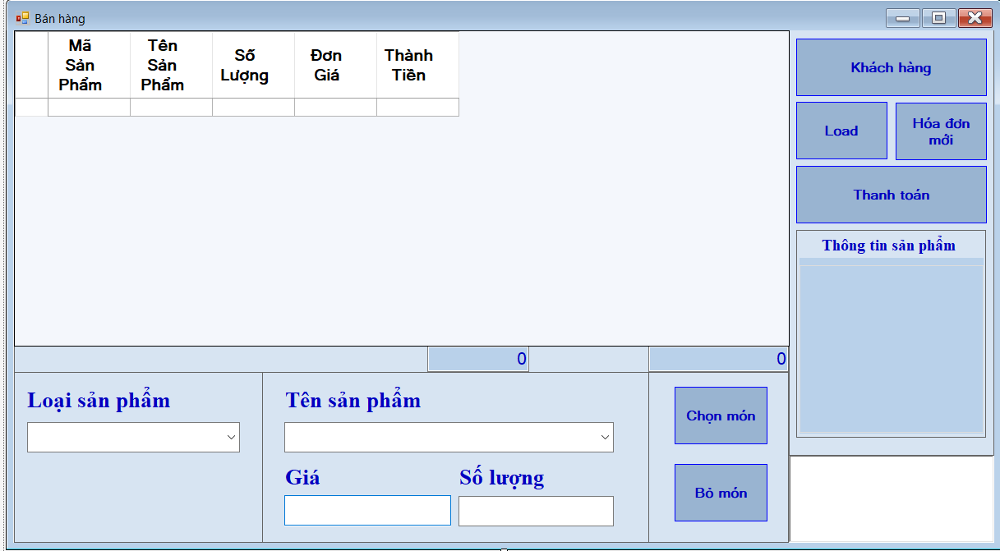 Bán hàng
Mã
Sản
Phẩm
Tên
Sản
Phẩm
Số
Lượng
Đơn
Giá
Thành
Tiền
Khách hàng
Load
Hóa đơn
mới
Thanh toán
Thông tin sản phẩm
0
0
Loại sản phẩm
Tên sản phẩm
Giá
Số lượng
Chọn món
Bỏ món